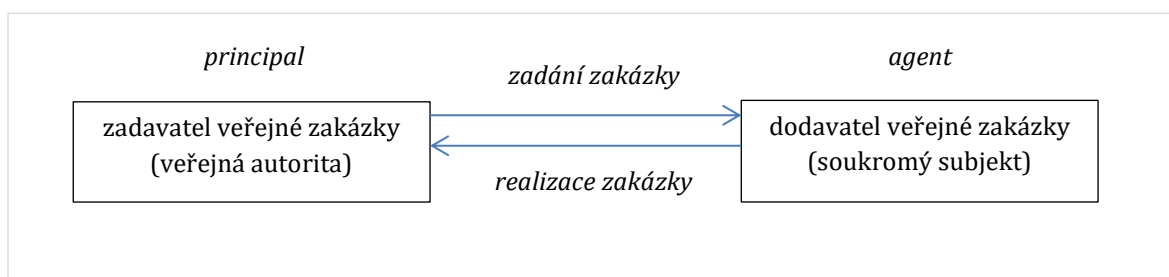 principal
agent
zadání zakázky
zadavatel veřejné zakázky
(veřejná autorita)
dodavatel veřejné zakázky
(soukromý subjekt)
realizace zakázky